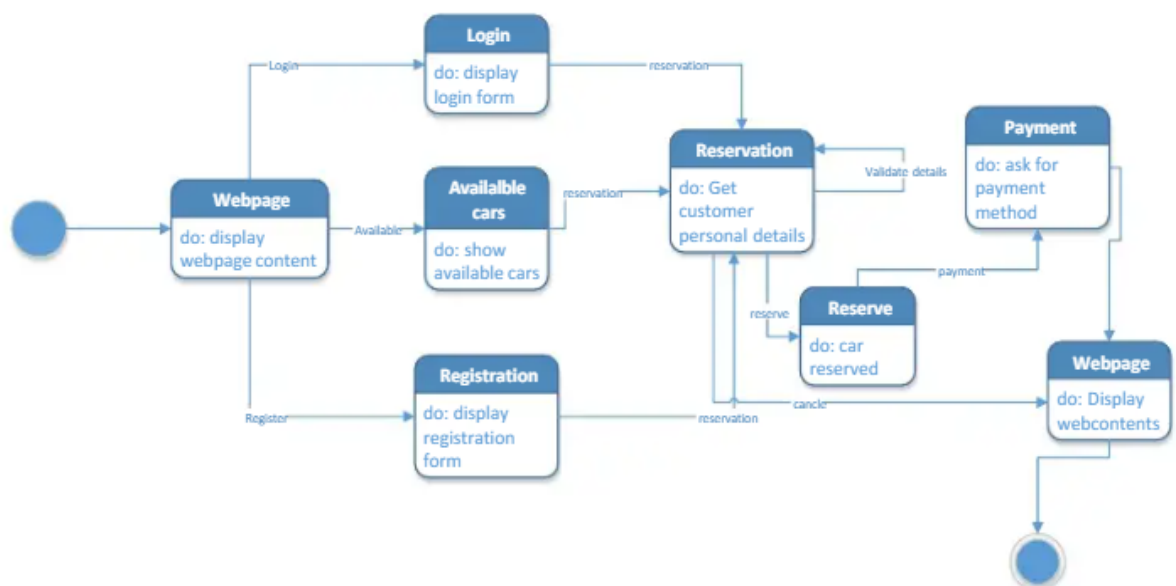 Login
do: display
login form
Login
reservation
Payment
do: ask for
payment
method
Reservation
do: Get
customer
personal details
Validate details
Availalble
cars
do: show
available cars
reservation
Webpage
do: display
webpage content
Available
payment
Reserve
do: car
reserved
reserve
Webpage
do: Display
webcontents
Registration
do: display
registration
form
Register
reservation
cancle